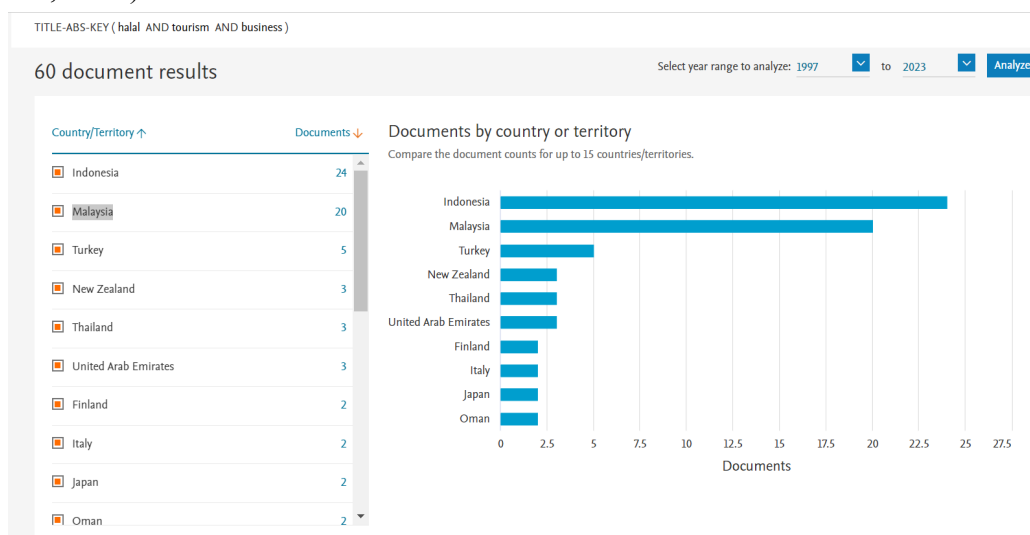 TITLE-ABS-KEY ( halal AND tourism AND business )
60 document results
Select year range to analyze: 1997 to 2023 Analyze
Country/Territory ↑ Documents ↓
Indonesia 24
Malaysia 20
Turkey 5
New Zealand 3
Thailand 3
United Arab Emirates 3
Finland 2
Italy 2
Japan 2
Oman 2
Documents by country or territory
Compare the document counts for up to 15 countries/territories.
Indonesia
Malaysia
Turkey
New Zealand
Thailand
United Arab Emirates
Finland
Italy
Japan
Oman
0 2.5 5 7.5 10 12.5 15 17.5 20 22.5 25 27.5
Documents